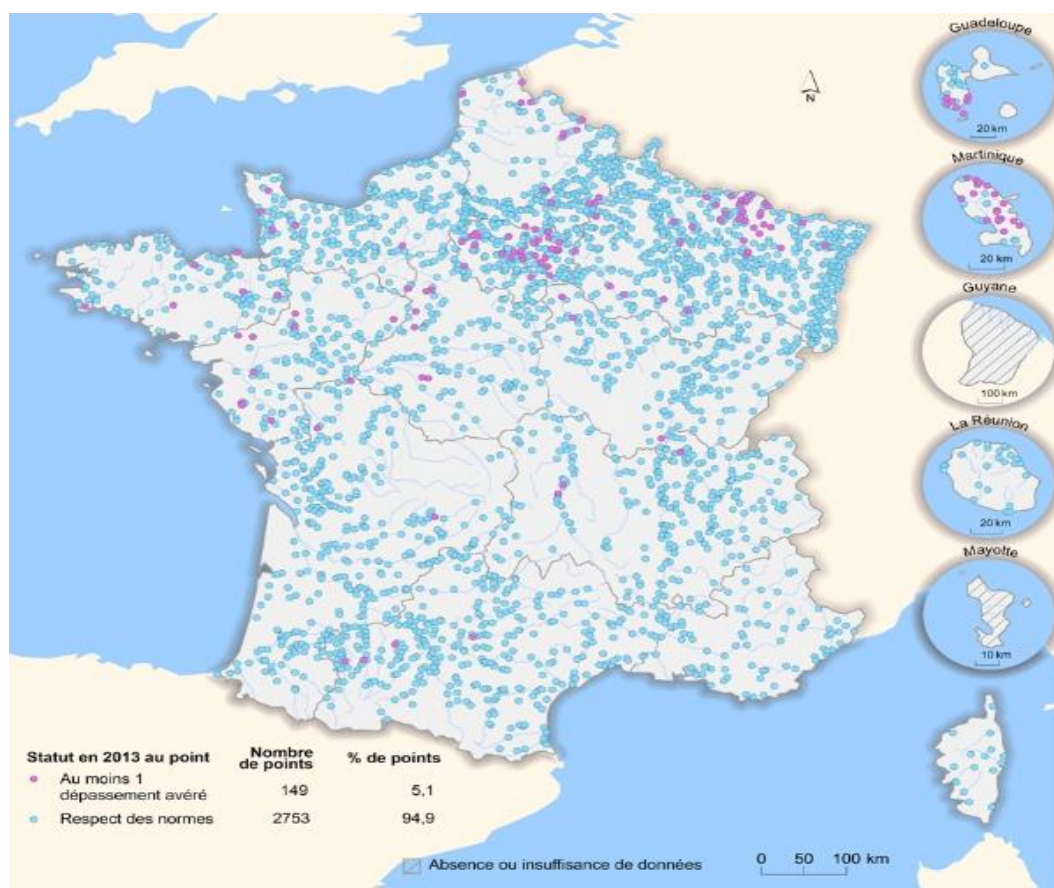 Guadeloupe
20 km
N
Martinique
20 km
Guyane
100 km
La Réunion
20 km
Mayotte
10 km
Statut en 2013 au point Nombre de points % de points
Au moins 1 dépassement avéré 149 5,1
Respect des normes 2753 94,9
Absence ou insuffisance de données
0 50 100 km